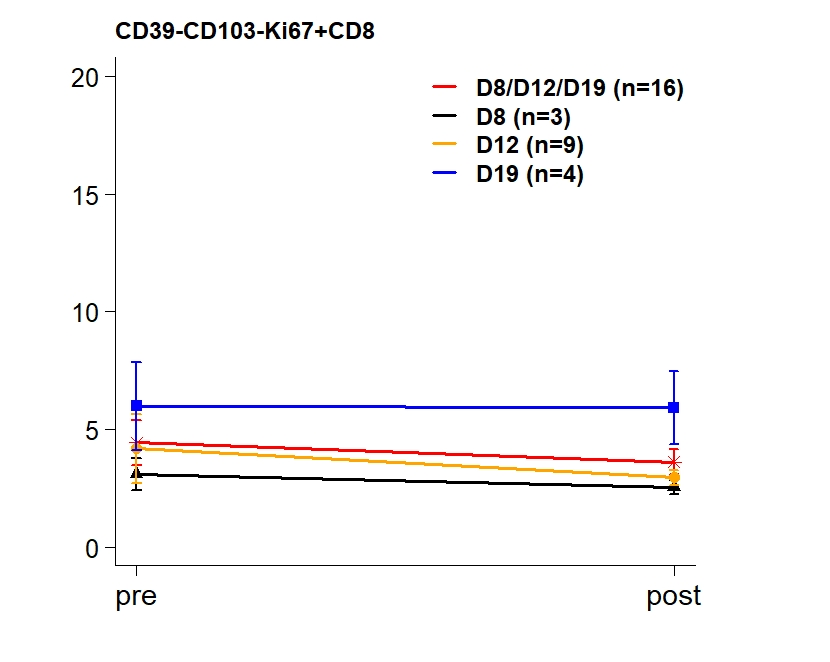 CD39-CD103-Ki67+CD8
20
D8/D12/D19 (n=16)
D8 (n=3)
D12 (n=9)
D19 (n=4)
15
10
5
0
pre post